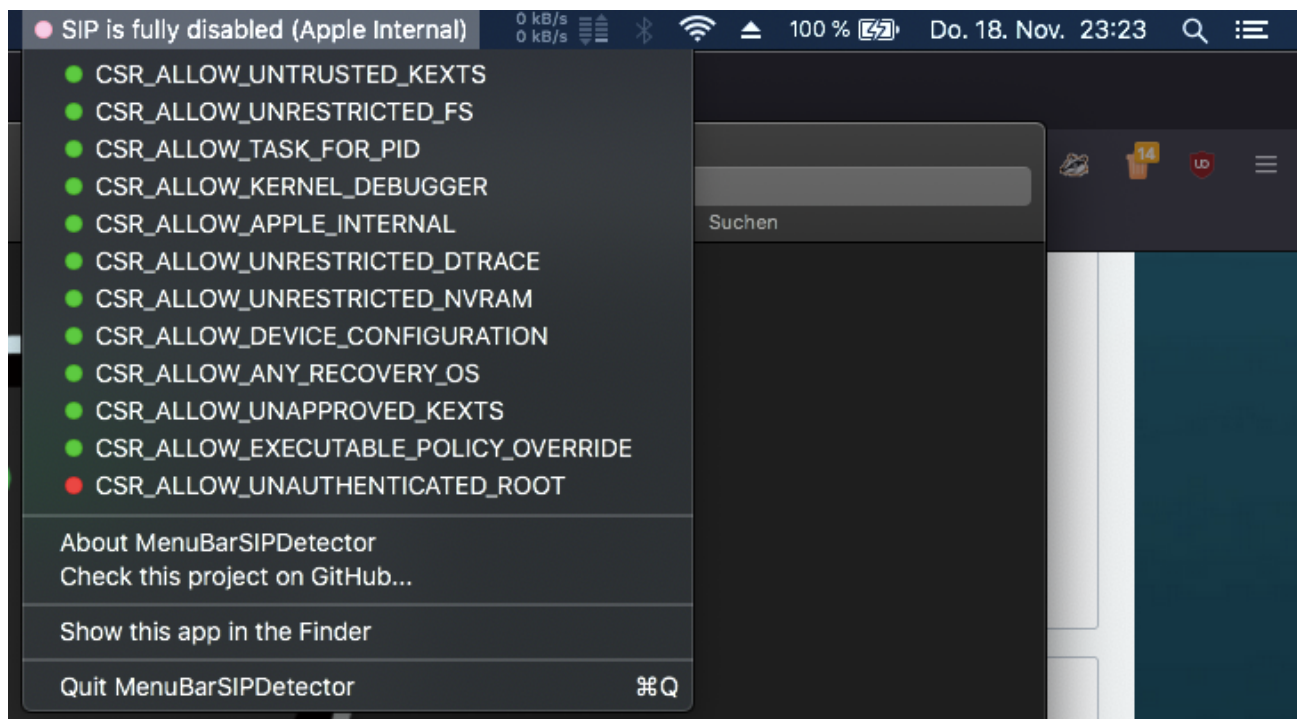 SIP is fully disabled (Apple Internal)
0 kB/s
0 kB/s
100 %
Do. 18. Nov. 23:23
CSR_ALLOW_UNTRUSTED_KEXTS
CSR_ALLOW_UNRESTRICTED_FS
CSR_ALLOW_TASK_FOR_PID
CSR_ALLOW_KERNEL_DEBUGGER
CSR_ALLOW_APPLE_INTERNAL
CSR_ALLOW_UNRESTRICTED_DTRACE
CSR_ALLOW_UNRESTRICTED_NVRAM
CSR_ALLOW_DEVICE_CONFIGURATION
CSR_ALLOW_ANY_RECOVERY_OS
CSR_ALLOW_UNAPPROVED_KEXTS
CSR_ALLOW_EXECUTABLE_POLICY_OVERRIDE
CSR_ALLOW_UNAUTHENTICATED_ROOT
About MenuBarSIPDetector
Check this project on GitHub...
Show this app in the Finder
Quit MenuBarSIPDetector ⌘Q
Suchen
14